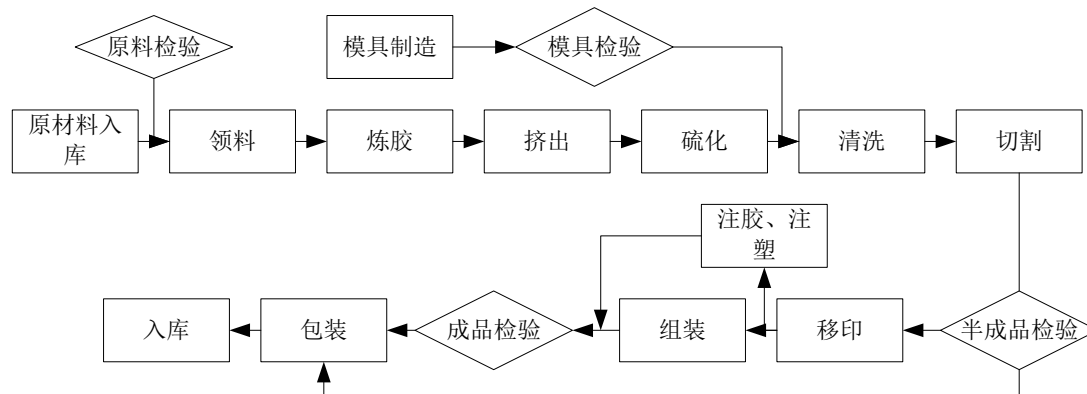 原料检验
模具制造
模具检验
原材料入
库
领料
炼胶
挤出
硫化
清洗
切割
注胶、注
塑
入库
包装
成品检验
组装
移印
半成品检验